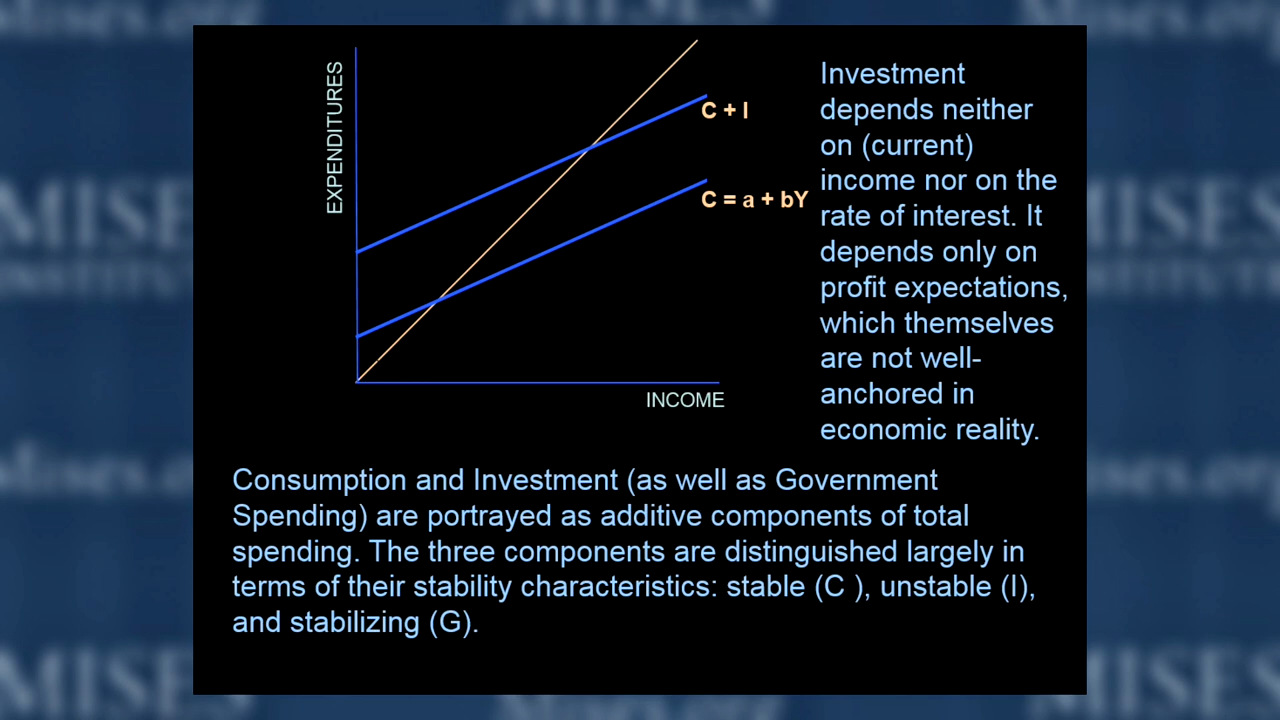 EXPENDITURES
C + I
C = a + bY
INCOME
Investment
depends neither
on (current)
income nor on the
rate of interest. It
depends only on
profit expectations,
which themselves
are not well-
anchored in
economic reality.
Consumption and Investment (as well as Government
Spending) are portrayed as additive components of total
spending. The three components are distinguished largely in
terms of their stability characteristics: stable (C ), unstable (I),
and stabilizing (G).